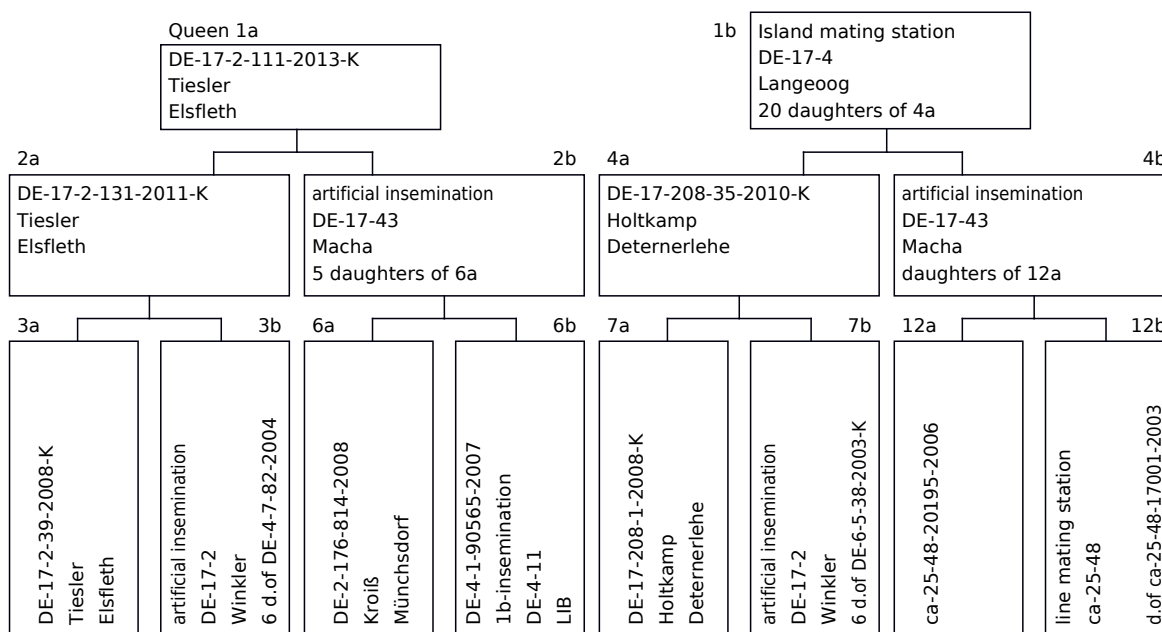 Queen 1a
DE-17-2-111-2013-K
Tiesler
Elsfleth
1b
Island mating station
DE-17-4
Langeoog
20 daughters of 4a
2a
DE-17-2-131-2011-K
Tiesler
Elsfleth
2b
artificial insemination
DE-17-43
Macha
5 daughters of 6a
4a
DE-17-208-35-2010-K
Holtkamp
Deternerlehe
4b
artificial insemination
DE-17-43
Macha
daughters of 12a
3a
DE-17-2-39-2008-K
Tiesler
Elsfleth
3b
artificial insemination
DE-17-2
Winkler
6 d.of DE-4-7-82-2004
6a
DE-2-176-814-2008
Kroiß
Münchsdorf
6b
DE-4-1-90565-2007
1b-insemination
DE-4-11
LIB
7a
DE-17-208-1-2008-K
Holtkamp
Deternerlehe
7b
artificial insemination
DE-17-2
Winkler
6 d.of DE-6-5-38-2003-K
12a
ca-25-48-20195-2006
12b
line mating station
ca-25-48
d.of ca-25-48-17001-2003